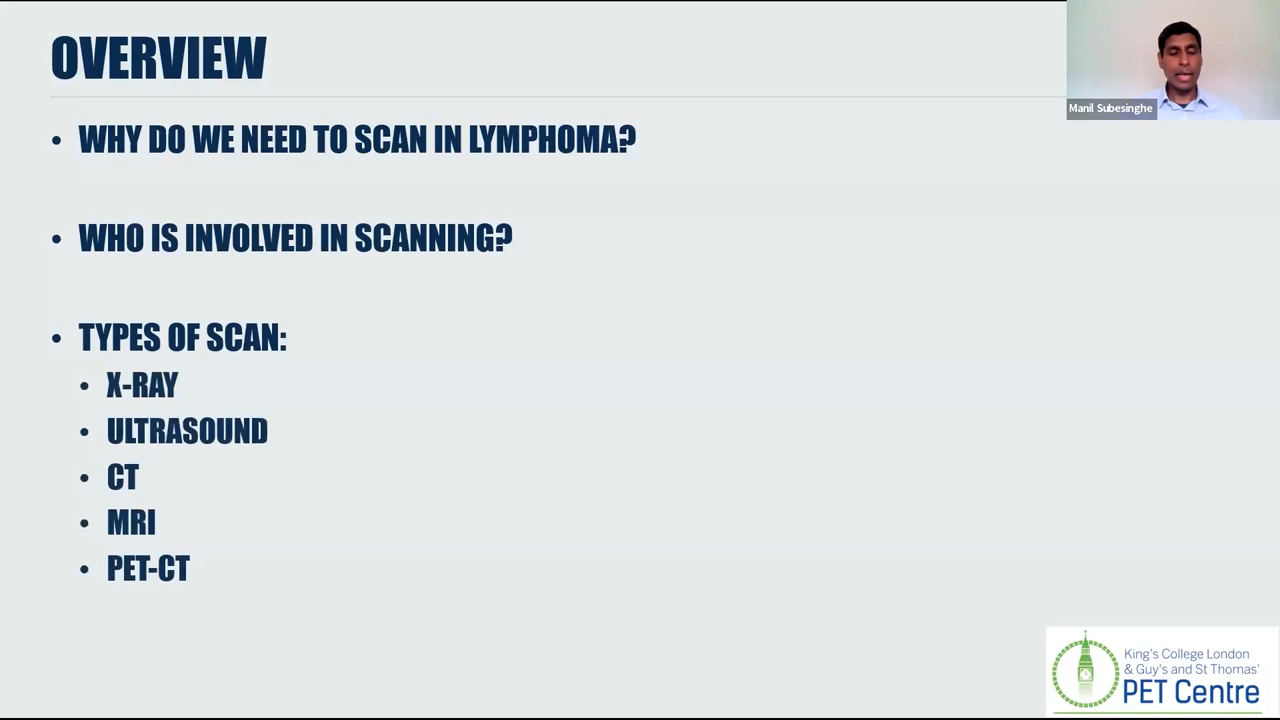 OVERVIEW
Manil Subesinghe
• WHY DO WE NEED TO SCAN IN LYMPHOMA?
• WHO IS INVOLVED IN SCANNING?
• TYPES OF SCAN:
• X-RAY
• ULTRASOUND
• CT
• MRI
• PET-CT
King's College London
& Guy's and St Thomas'
PET Centre